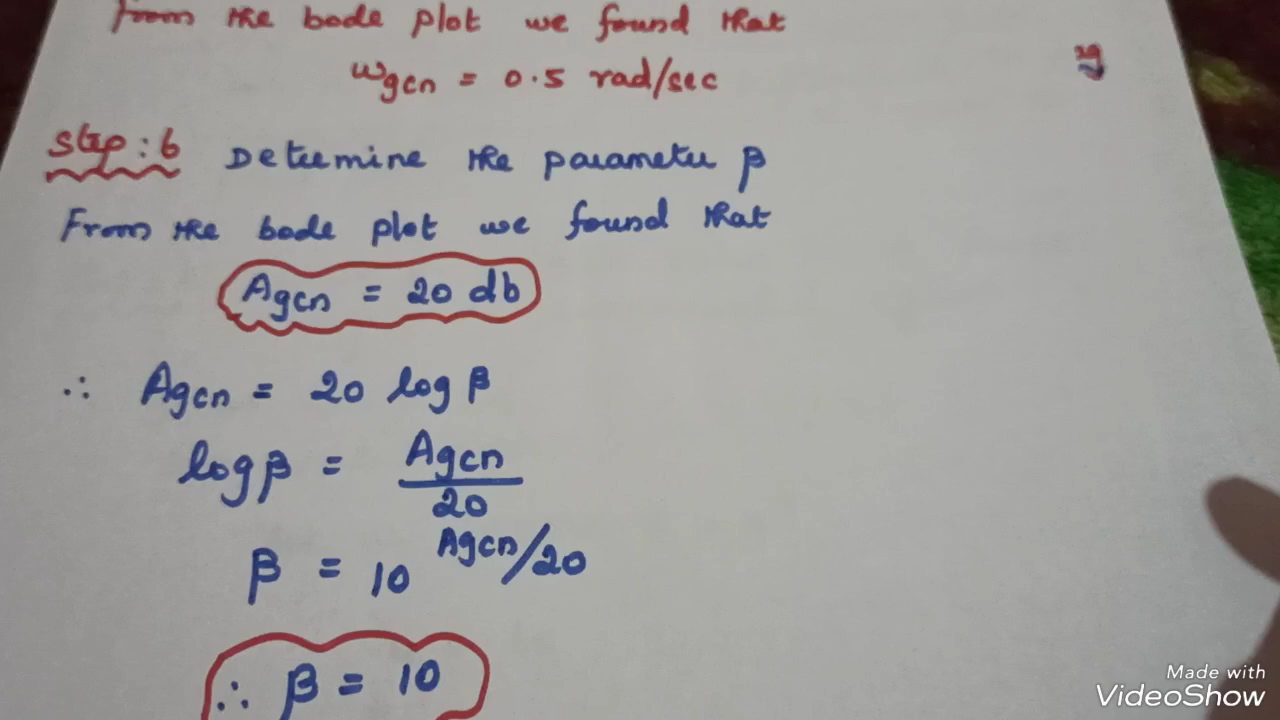 From the bode plot we found that
ωgcn = 0.5 rad/sec
Step: 6 Determine the parameter β
From the bode plot we found that
Agcn = 20 db
∴ Agcn = 20 log β
log β = Agcn / 20
β = 10^Agcn/20
∴ β = 10
Made with
VideoShow